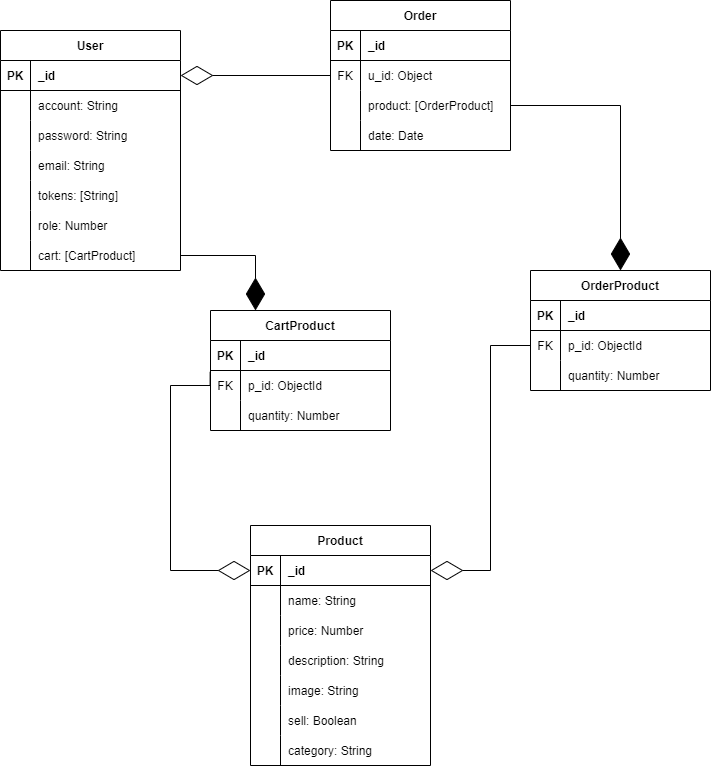 Order
PK _id
FK u_id: Object
product: [OrderProduct]
date: Date
User
PK _id
account: String
password: String
email: String
tokens: [String]
role: Number
cart: [CartProduct]
OrderProduct
PK _id
FK p_id: ObjectId
quantity: Number
CartProduct
PK _id
FK p_id: ObjectId
quantity: Number
Product
PK _id
name: String
price: Number
description: String
image: String
sell: Boolean
category: String